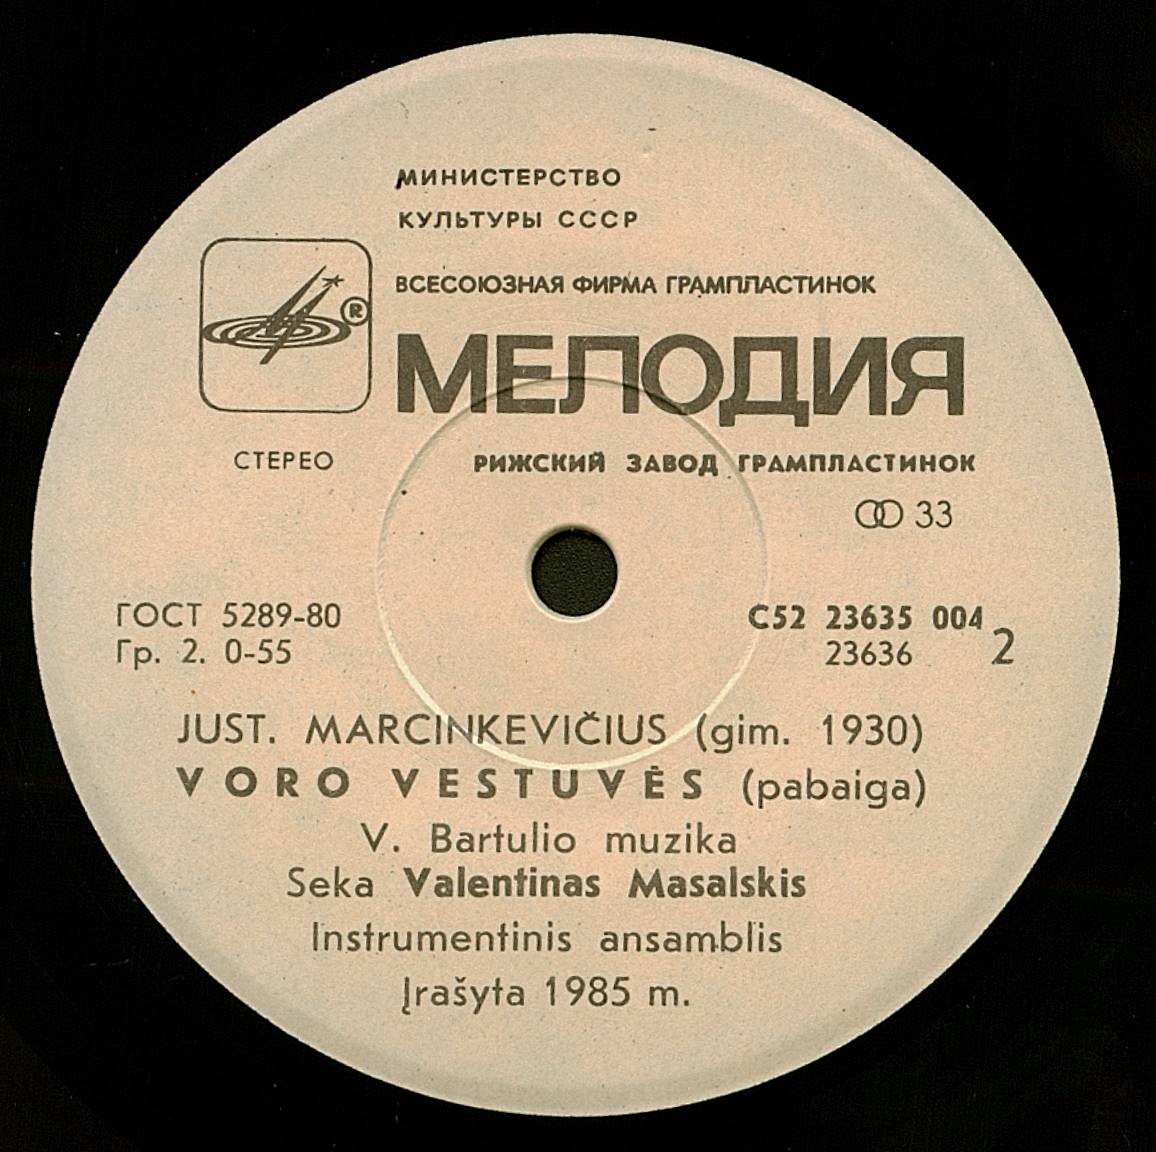 МИНИСТЕРСТВО
КУЛЬТУРЫ СССР
ВСЕСОЮЗНАЯ ФИРМА ГРАМПЛАСТИНОК
®
МЕЛОДИЯ
СТЕРЕО
РИЖСКИЙ ЗАВОД ГРАМПЛАСТИНОК
33
ГОСТ 5289-80
Гр. 2. 0-55
С52 23635 004
23636 2
JUST. MARCINKEVIČIUS (gim. 1930)
VORO VESTUVĖS (pabaiga)
V. Bartulio muzika
Seka Valentinas Masalskis
Instrumentinis ansamblis
Įrašyta 1985 m.